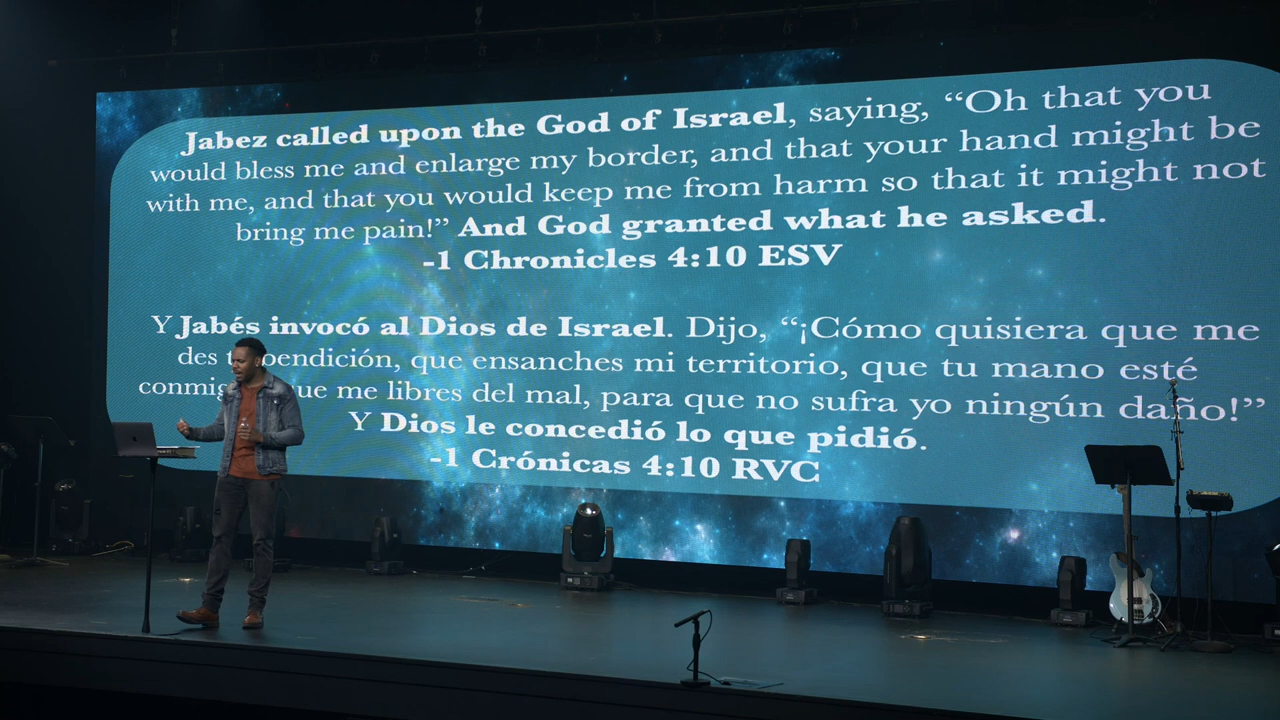 Jabez called upon the God of Israel, saying, “Oh that you
would bless me and enlarge my border, and that your hand might be
with me, and that you would keep me from harm so that it might not
bring me pain!” And God granted what he asked.
-1 Chronicles 4:10 ESV
Y Jabés invocó al Dios de Israel. Dijo, “¡Cómo quisiera que me
des bendición, que ensanches mi territorio, que tu mano esté
que me libres del mal, para que no sufra yo ningún daño!”
Y Dios le concedió lo que pidió.
-1 Crónicas 4:10 RVC